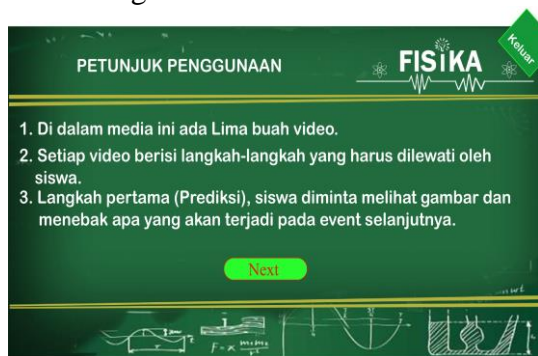 PETUNJUK PENGGUNAAN
FISIKA
Keluar
1. Di dalam media ini ada Lima buah video.
2. Setiap video berisi langkah-langkah yang harus dilewati oleh
siswa.
3. Langkah pertama (Prediksi), siswa diminta melihat gambar dan
menebak apa yang akan terjadi pada event selanjutnya.
Next